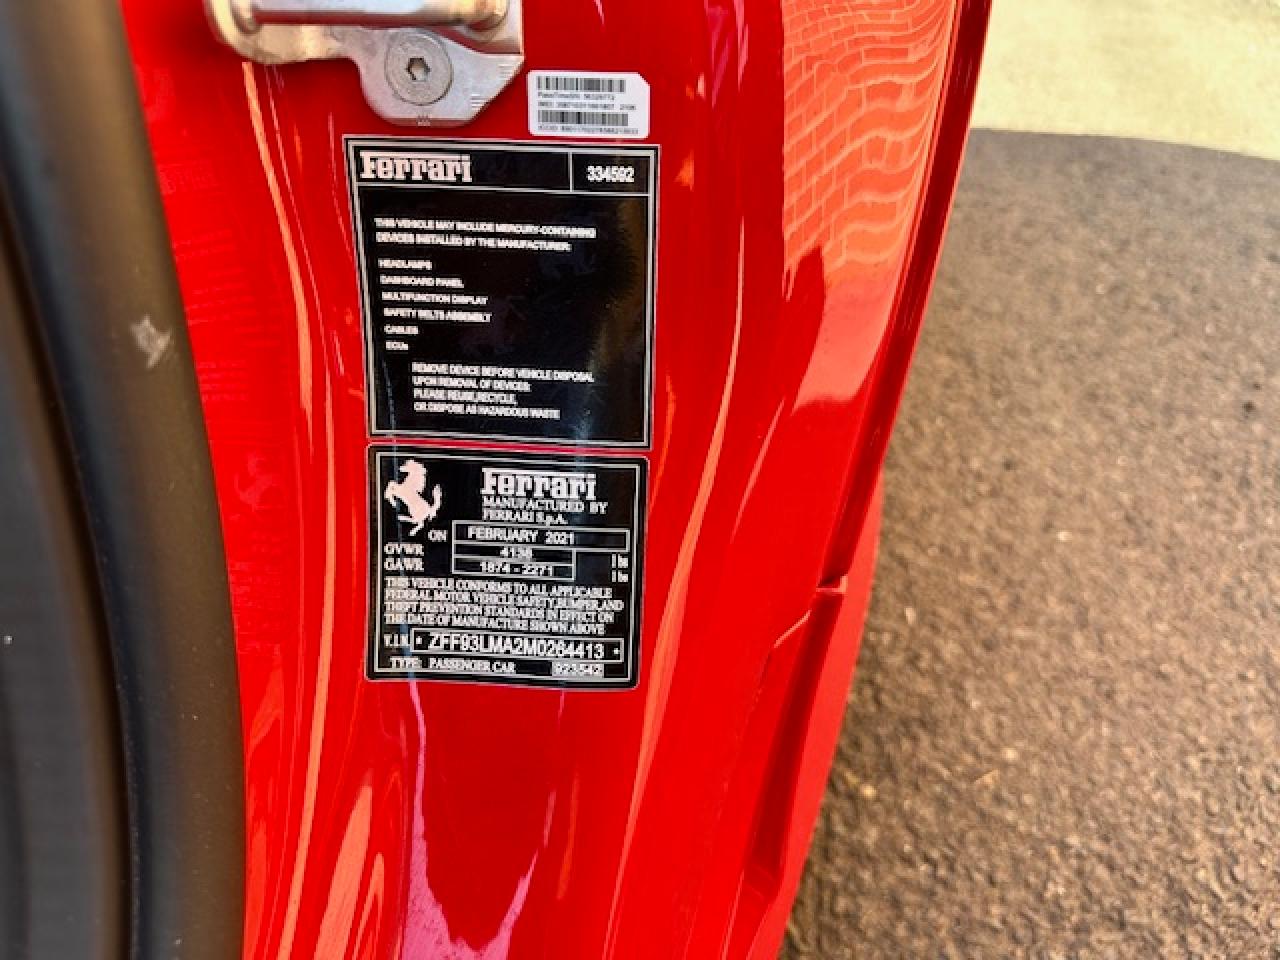 Ferrari 334592
THIS VEHICLE MAY INCLUDE MERCURY-CONTAINING
DEVICES INSTALLED BY THE MANUFACTURER:
HEADLAMPS
DASHBOARD PANEL
MULTIFUNCTION DISPLAY
SAFETY BELTS ASSEMBLY
CABLES
ECUs
REMOVE DEVICE BEFORE VEHICLE DISPOSAL
UPON REMOVAL OF DEVICES:
PLEASE REUSE,RECYCLE,
OR DISPOSE AS HAZARDOUS WASTE
Ferrari
MANUFACTURED BY
FERRARI S.p.A.
ON FEBRUARY 2021
GVWR 4136 lbs
GAWR 1874 - 2271 lbs
THIS VEHICLE CONFORMS TO ALL APPLICABLE
FEDERAL MOTOR VEHICLE SAFETY,BUMPER,AND
THEFT PREVENTION STANDARDS IN EFFECT ON
THE DATE OF MANUFACTURE SHOWN ABOVE
V.I.N. * ZFF93LMA2M0264413 *
TYPE: PASSENGER CAR 923542